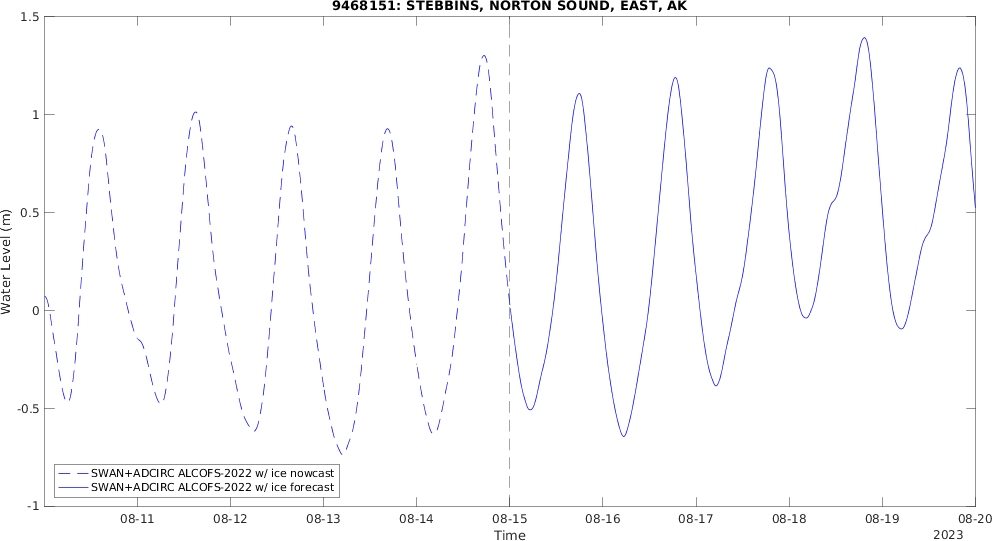 9468151: STEBBINS, NORTON SOUND, EAST, AK
1.5
1
0.5
0
-0.5
-1
Water Level (m)
SWAN+ADCIRC ALCOFS-2022 w/ ice nowcast
SWAN+ADCIRC ALCOFS-2022 w/ ice forecast
08-11 08-12 08-13 08-14 08-15 08-16 08-17 08-18 08-19 08-20
Time
2023